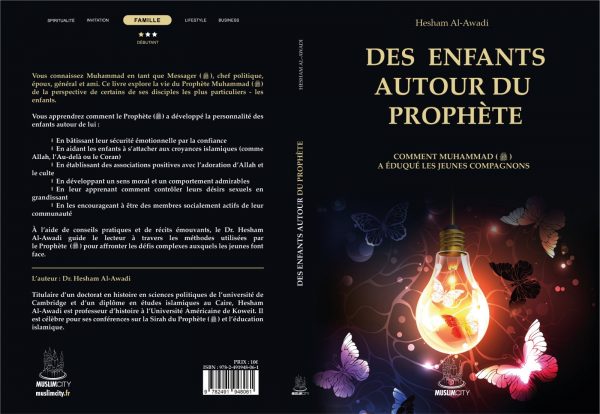 SPIRITUALITÉ INVITATION FAMILLE LIFESTYLE BUSINESS
DÉBUTANT
Vous connaissez Muhammad en tant que Messager (ﷺ), chef politique,
époux, général et ami. Ce livre explore la vie du Prophète Muhammad (ﷺ)
de la perspective de certains de ses disciples les plus particuliers - les
enfants.
Vous apprendrez comment le Prophète (ﷺ) a développé la personnalité des
enfants autour de lui :
En bâtissant leur sécurité émotionnelle par la confiance
En aidant les enfants à s'attacher aux croyances islamiques (comme
Allah, l'Au-delà ou le Coran)
En établissant des associations positives avec l'adoration d'Allah et
le culte
En développant un sens moral et un comportement admirables
En leur apprenant comment contrôler leurs désirs sexuels en
grandissant
En les encourageant à être des membres socialement actifs de leur
communauté
À l'aide de conseils pratiques et de récits émouvants, le Dr. Hesham
Al-Awadi guide le lecteur à travers les méthodes utilisées par
le Prophète (ﷺ) pour affronter les défis complexes auxquels les jeunes font
face.
L'auteur : Dr. Hesham Al-Awadi
Titulaire d'un doctorat en histoire en sciences politiques de l'université de
Cambridge et d'un diplôme en études islamiques au Caire, Hesham
Al-Awadi est professeur d'histoire à l'Université Américaine de Koweit. Il
est célèbre pour ses conférences sur la Sirah du Prophète (ﷺ) et l'éducation
islamique.
MUSLIMCITY
muslimcity.fr
PRIX : 10€
ISBN : 978-2-491948-06-1
9 782491 948061
HESHAM AL-AWADI
DES ENFANTS AUTOUR DU PROPHÈTE
MUSLIMCITY
Hesham Al-Awadi
DES ENFANTS
AUTOUR DU
PROPHÈTE
COMMENT MUHAMMAD (ﷺ)
A ÉDUQUÉ LES JEUNES COMPAGNONS
MUSLIMCITY